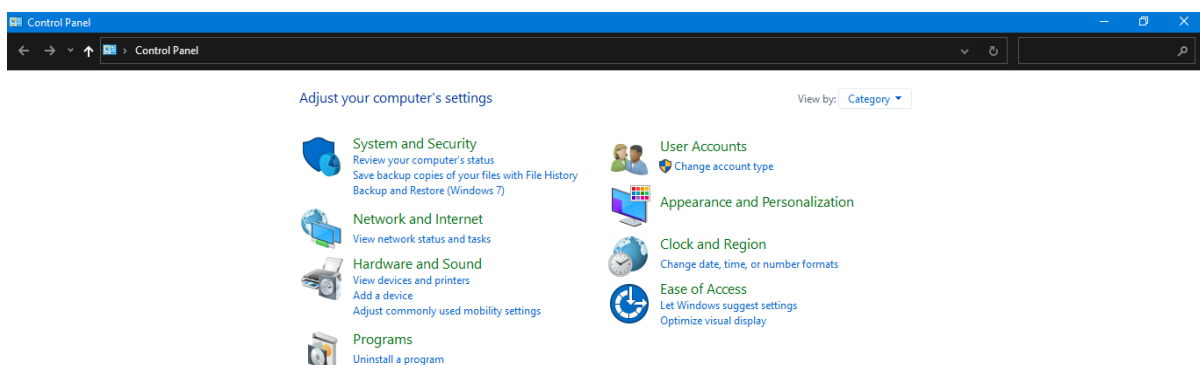 Control Panel
Control Panel
Adjust your computer's settings
View by: Category
System and Security
Review your computer's status
Save backup copies of your files with File History
Backup and Restore (Windows 7)
Network and Internet
View network status and tasks
Hardware and Sound
View devices and printers
Add a device
Adjust commonly used mobility settings
Programs
Uninstall a program
User Accounts
Change account type
Appearance and Personalization
Clock and Region
Change date, time, or number formats
Ease of Access
Let Windows suggest settings
Optimize visual display